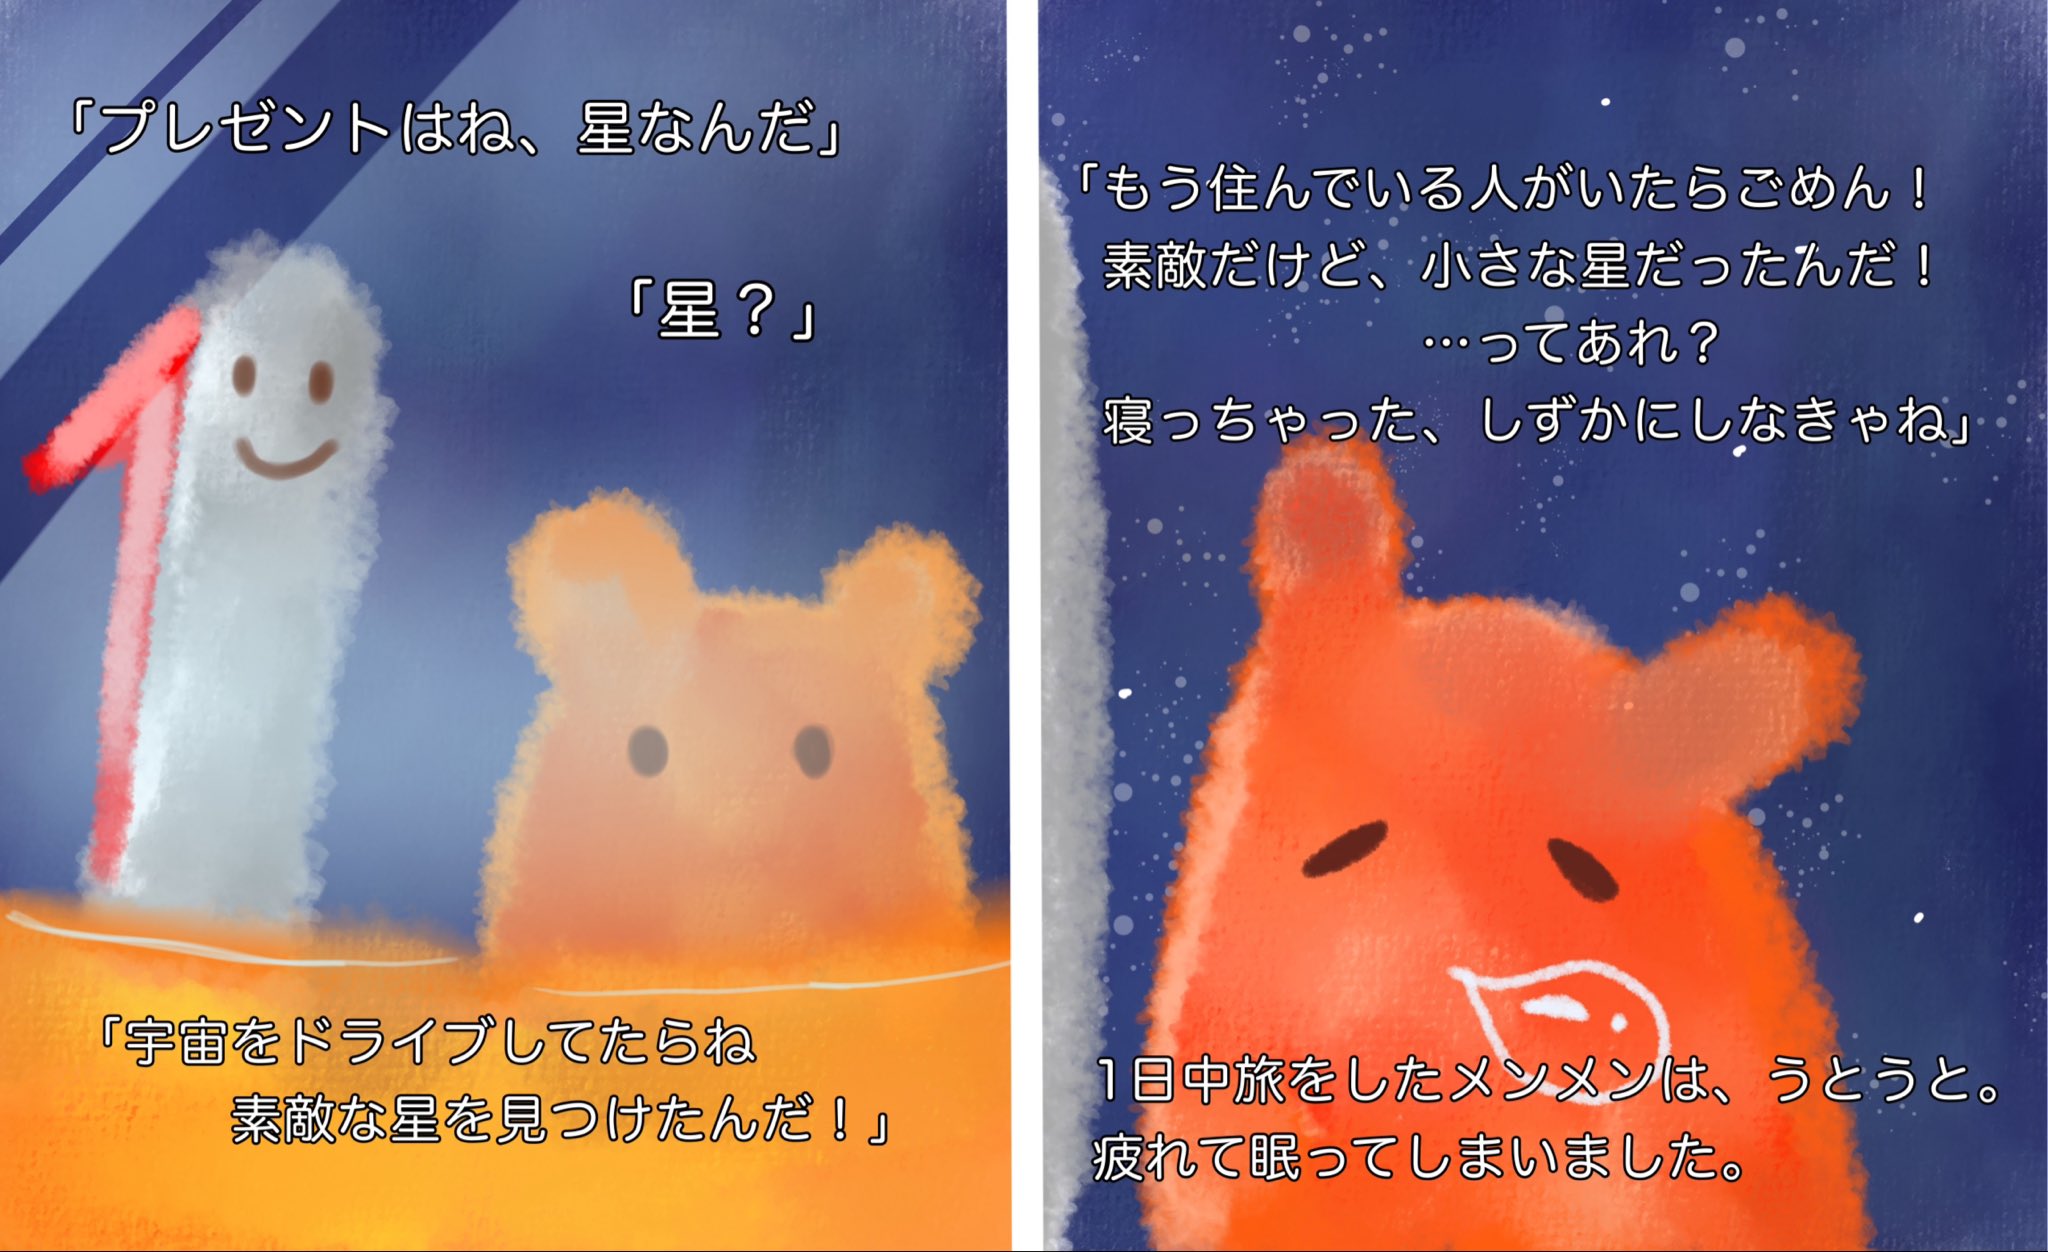 「プレゼントはね、星なんだ」
「星？」
「宇宙をドライブしてたらね
素敵な星を見つけたんだ！」
「もう住んでいる人がいたらごめん！
素敵だけど、小さな星だったんだ！
…ってあれ？
寝っちゃった、しずかにしなきゃね」
1日中旅をしたメンメンは、うとうと。
疲れて眠ってしまいました。